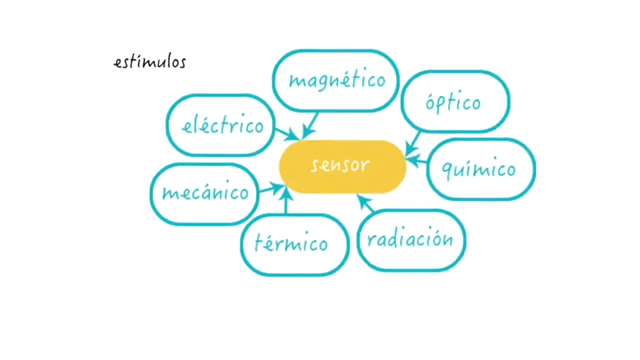 estímulos
magnético
óptico
eléctrico
sensor
químico
mecánico
térmico
radiación